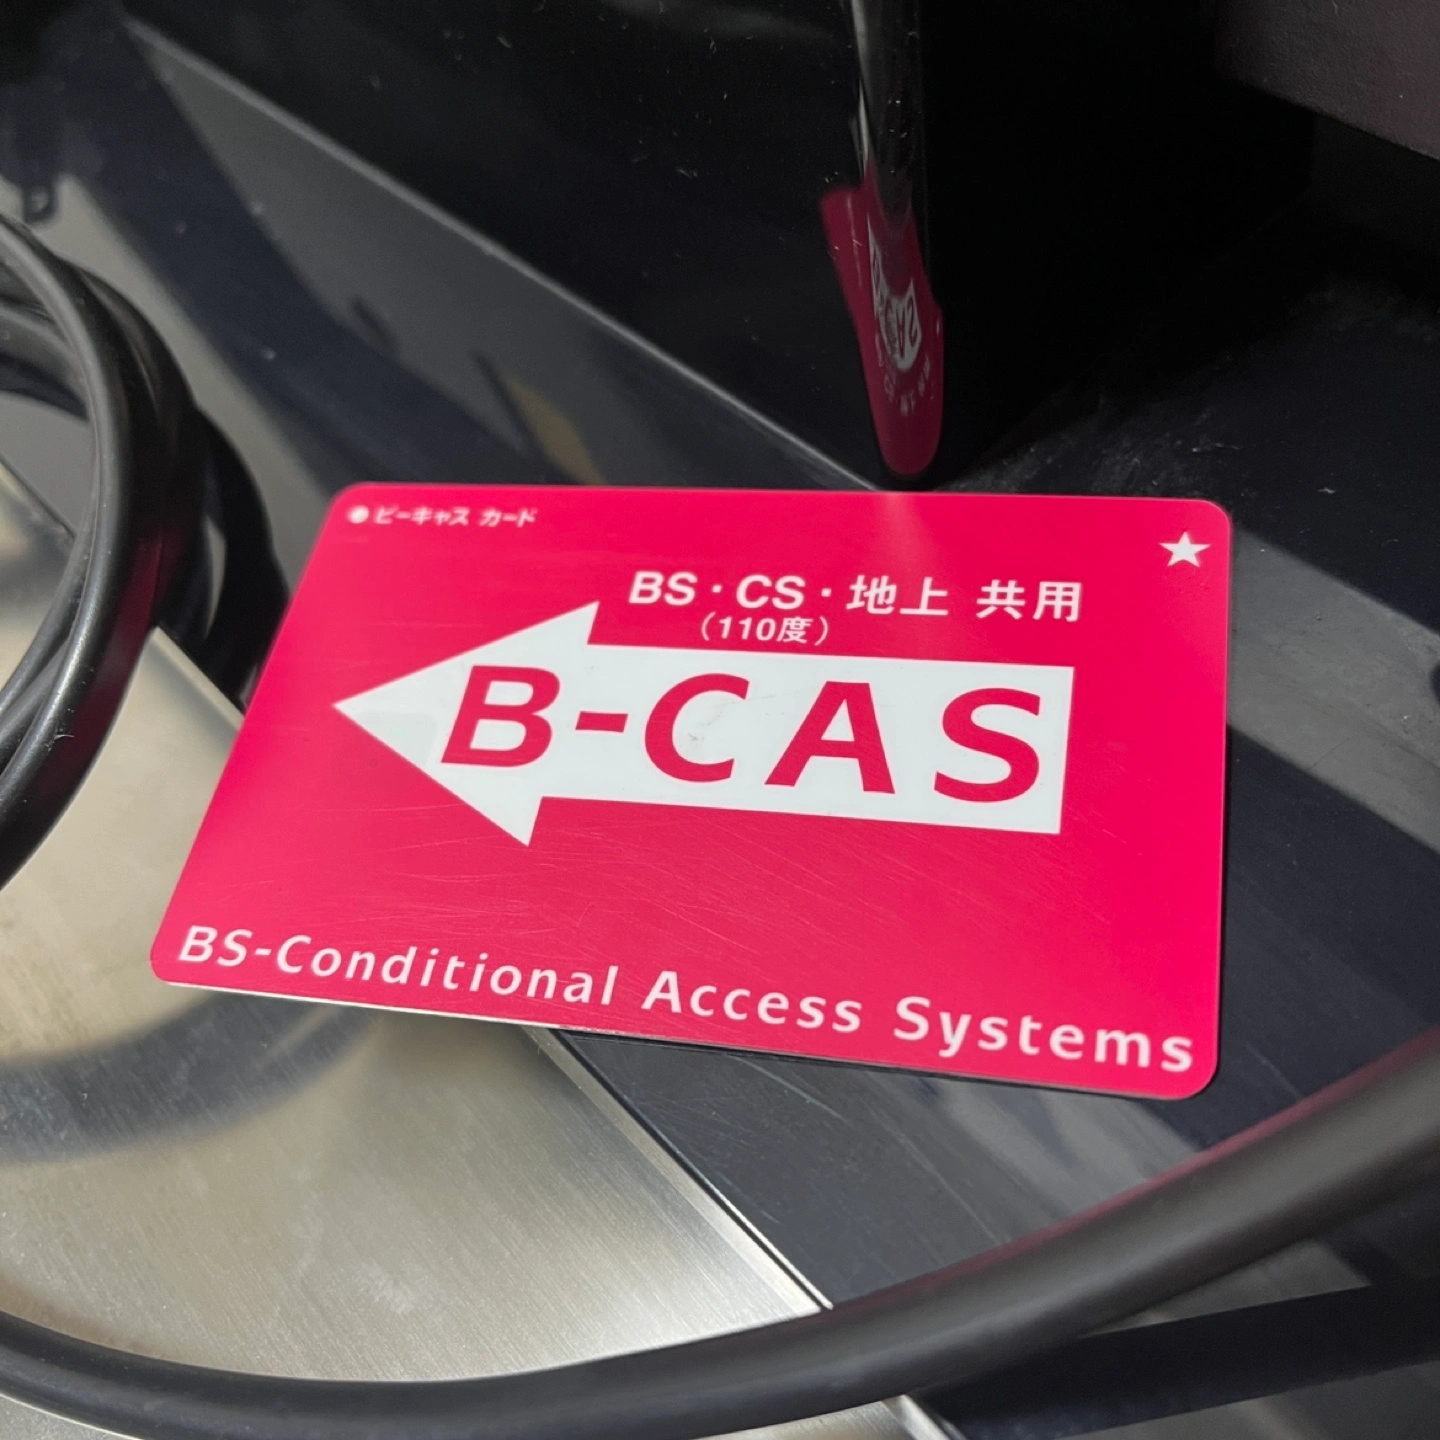 ● ビーキャス カード
★
BS・CS・地上 共用
（110度）
B-CAS
BS-Conditional Access Systems